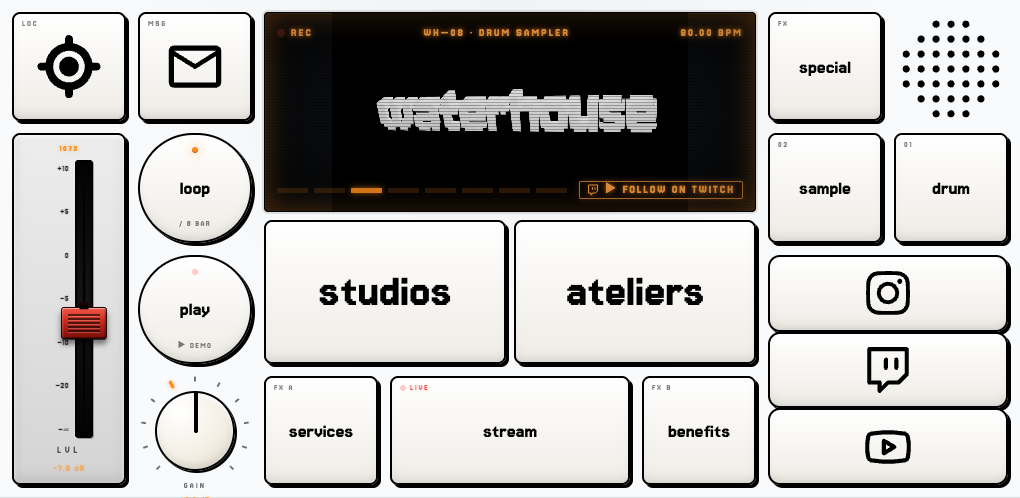 LOC
MSG
REC
WH-08 · DRUM SAMPLER
90.00 BPM
waterhouse
FOLLOW ON TWITCH
FX
special
1073
+10
+5
0
-5
-10
-20
-∞
LVL
-7.8 dB
loop
/ 8 BAR
play
DEMO
GAIN
studios
ateliers
02
sample
01
drum
FX A
services
LIVE
stream
FX B
benefits